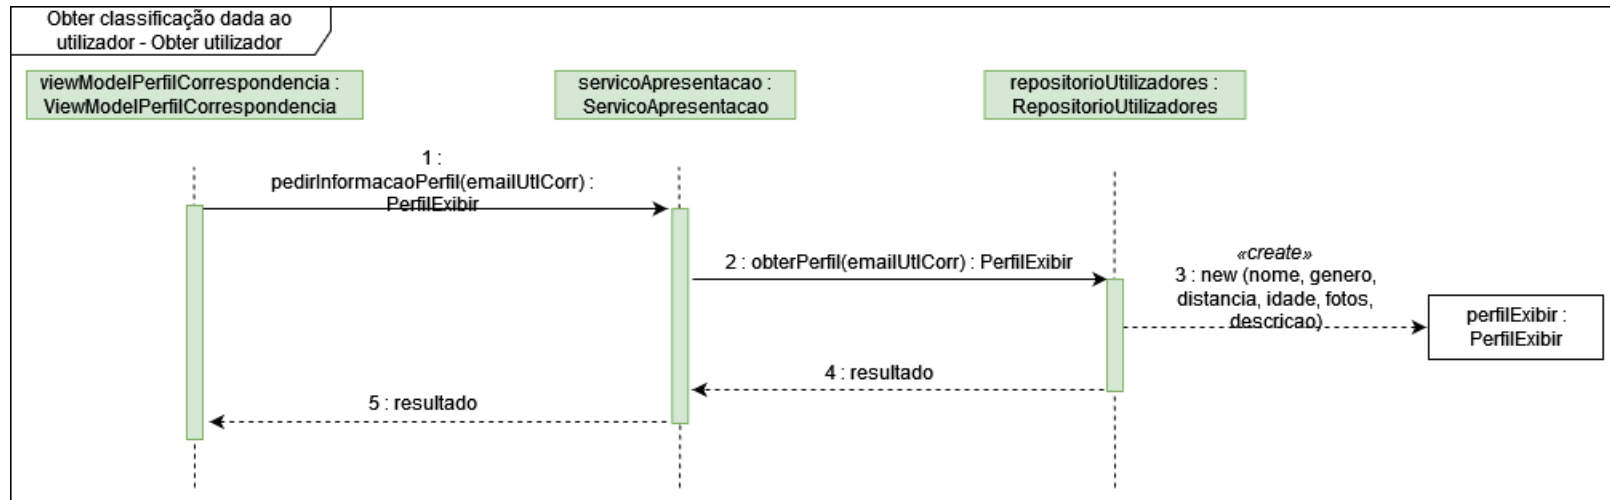 Obter classificação dada ao
utilizador - Obter utilizador
viewModelPerfilCorrespondencia :
ViewModelPerfilCorrespondencia
servicoApresentacao :
ServicoApresentacao
repositorioUtilizadores :
RepositorioUtilizadores
1 :
pedirInformacaoPerfil(emailUtlCorr) :
PerfilExibir
2 : obterPerfil(emailUtlCorr) : PerfilExibir
«create»
3 : new (nome, genero,
distancia, idade, fotos,
descricao)
perfilExibir :
PerfilExibir
4 : resultado
5 : resultado